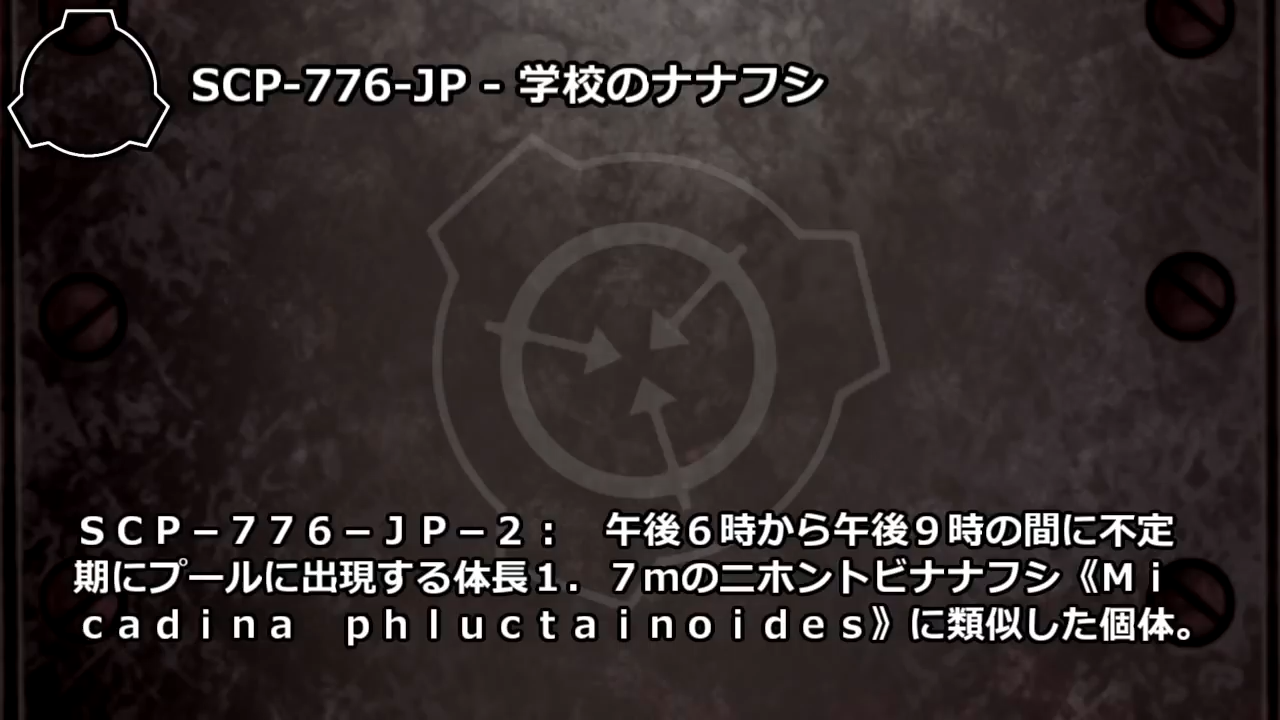 SCP-776-JP - 学校のナナフシ
ＳＣＰ－７７６－ＪＰ－２：　午後６時から午後９時の間に不定
期にプールに出現する体長１．７ｍのニホントビナナフシ《Ｍｉ
ｃａｄｉｎａ　ｐｈｌｕｃｔａｉｎｏｉｄｅｓ》に類似した個体。